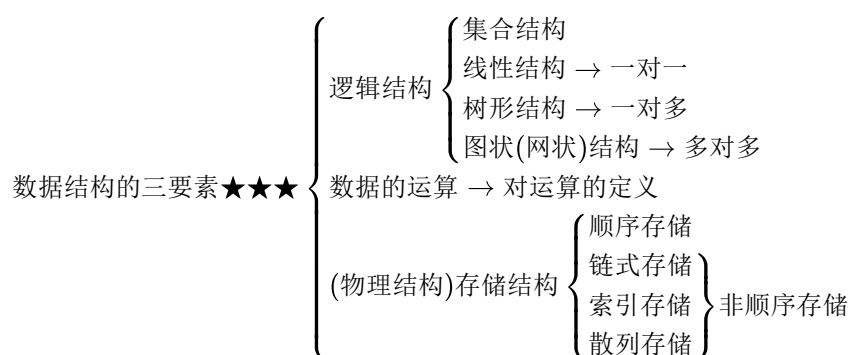 数据结构的三要素★★★
逻辑结构
集合结构
线性结构 → 一对一
树形结构 → 一对多
图状(网状)结构 → 多对多
数据的运算 → 对运算的定义
(物理结构)存储结构
顺序存储
链式存储
索引存储
散列存储
非顺序存储